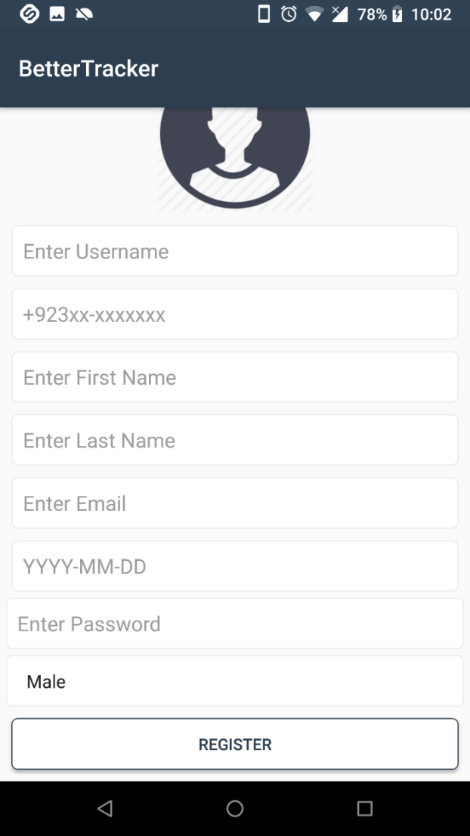 78% 10:02
BetterTracker
Enter Username
+923xx-xxxxxxx
Enter First Name
Enter Last Name
Enter Email
YYYY-MM-DD
Enter Password
Male
REGISTER